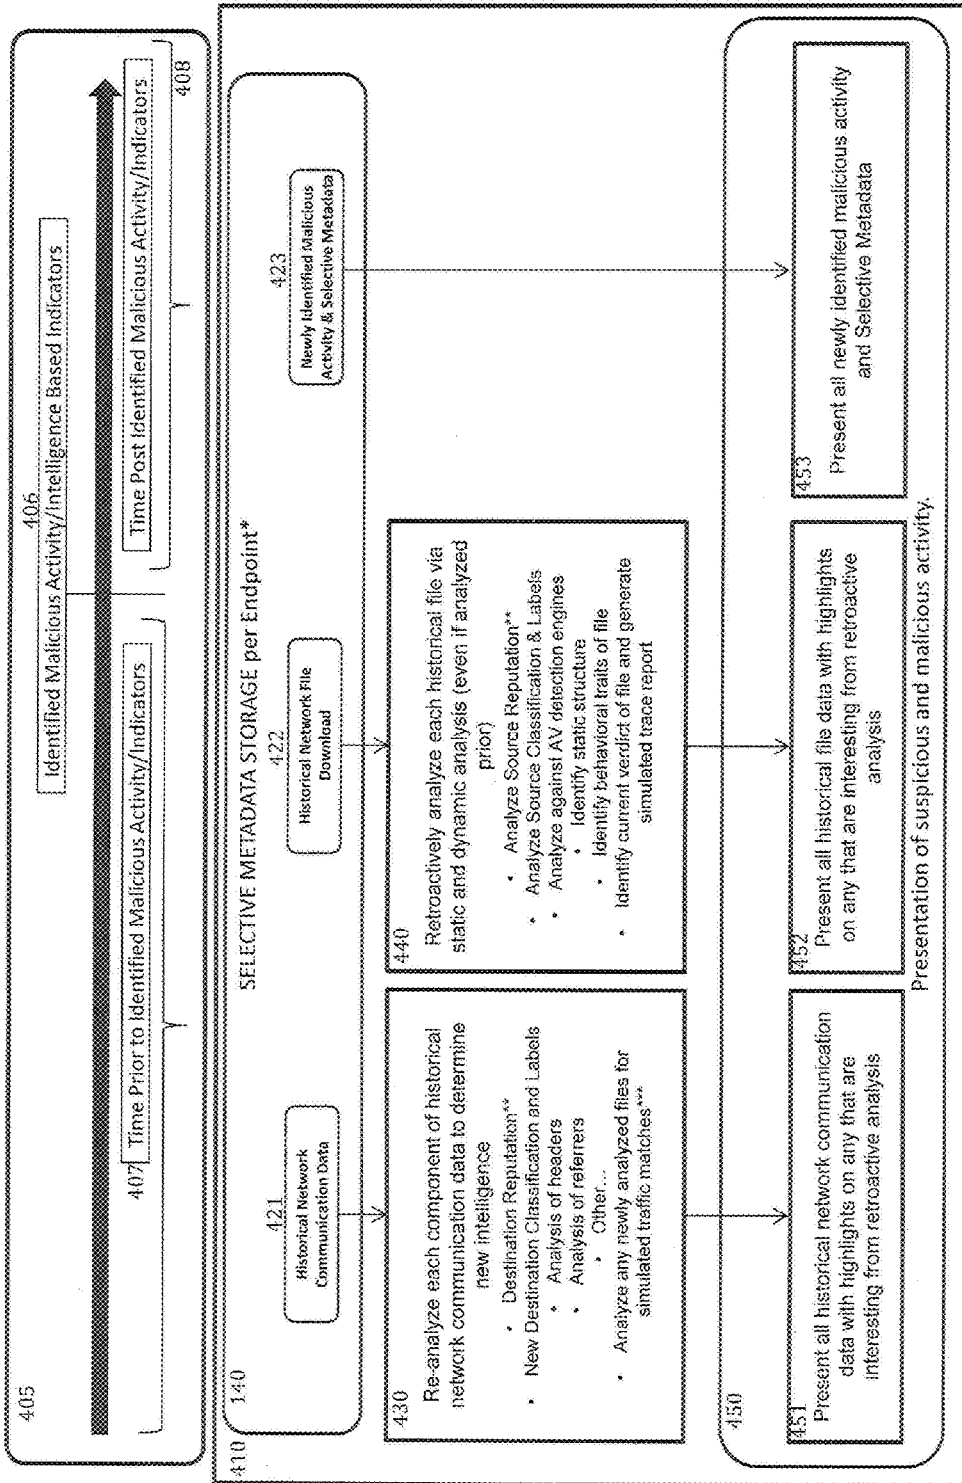 405
406
Identified Malicious Activity/Intelligence Based Indicators
407
Time Prior to Identified Malicious Activity/Indicators
Time Post Identified Malicious Activity/Indicators
408
410
140
SELECTIVE METADATA STORAGE per Endpoint*
421
Historical Network
Communication Data
422
Historical Network File
Download
423
Newly Identified Malicious
Activity & Selective Metadata
430
Re-analyze each component of historical
network communication data to determine
new intelligence
• Destination Reputation**
• New Destination Classification and Labels
• Analysis of headers
• Analysis of referrers
• Other...
• Analyze any newly analyzed files for
simulated traffic matches***
440
Retroactively analyze each historical file via
static and dynamic analysis (even if analyzed
prior)
• Analyze Source Reputation**
• Analyze Source Classification & Labels
• Analyze against AV detection engines
• Identify static structure
• Identify behavioral traits of file
• Identify current verdict of file and generate
simulated trace report
450
451
Present all historical network communication
data with highlights on any that are
interesting from retroactive analysis
452
Present all historical file data with highlights
on any that are interesting from retroactive
analysis
453
Present all newly identified malicious activity
and Selective Metadata
Presentation of suspicious and malicious activity.